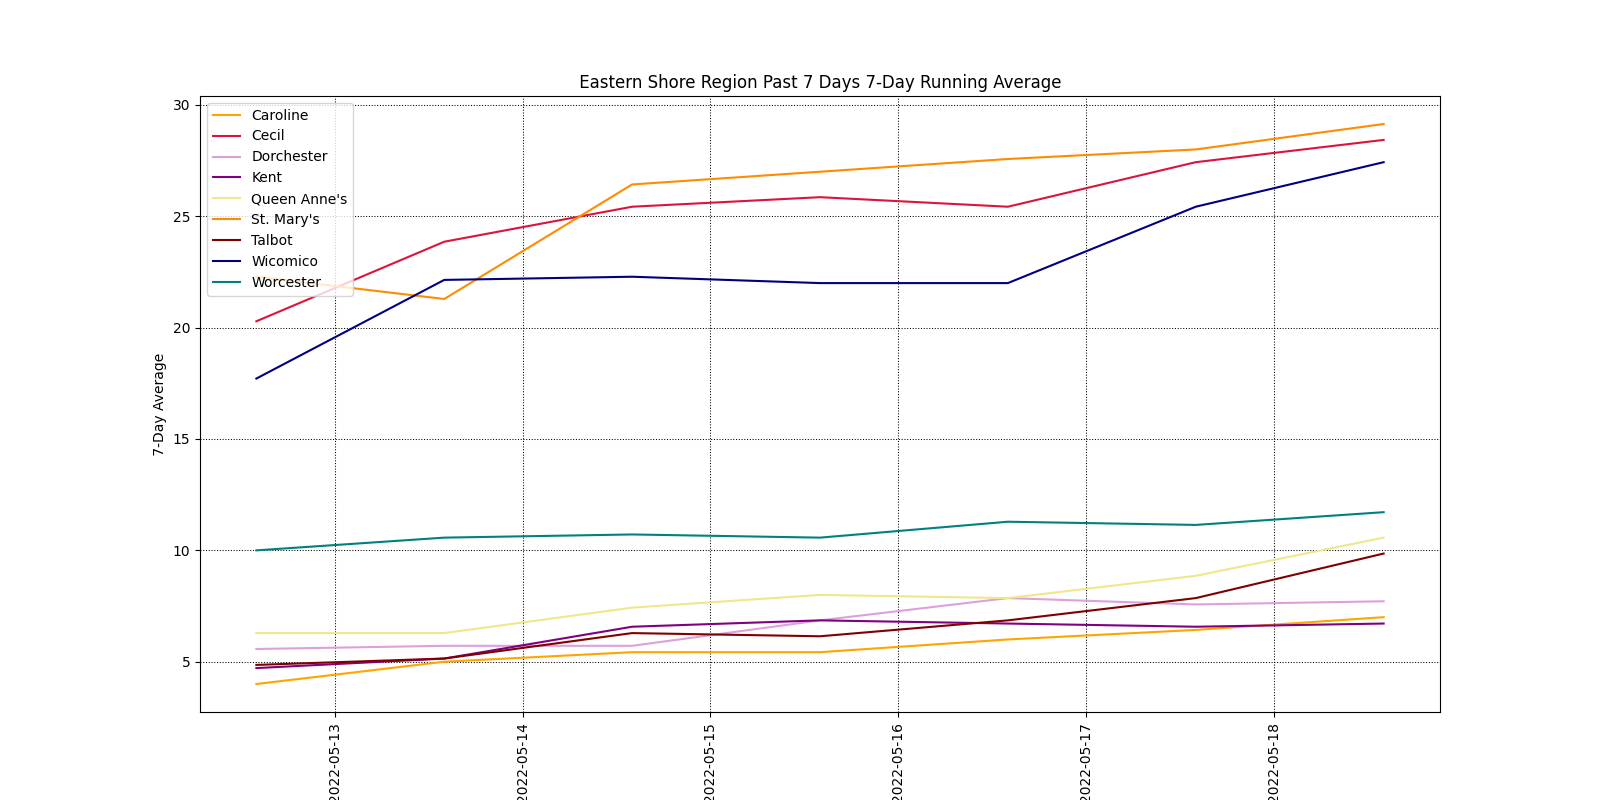 Eastern Shore Region Past 7 Days 7-Day Running Average
30
25
20
15
10
5
7-Day Average
Caroline
Cecil
Dorchester
Kent
Queen Anne's
St. Mary's
Talbot
Wicomico
Worcester
2022-05-13
2022-05-14
2022-05-15
2022-05-16
2022-05-17
2022-05-18